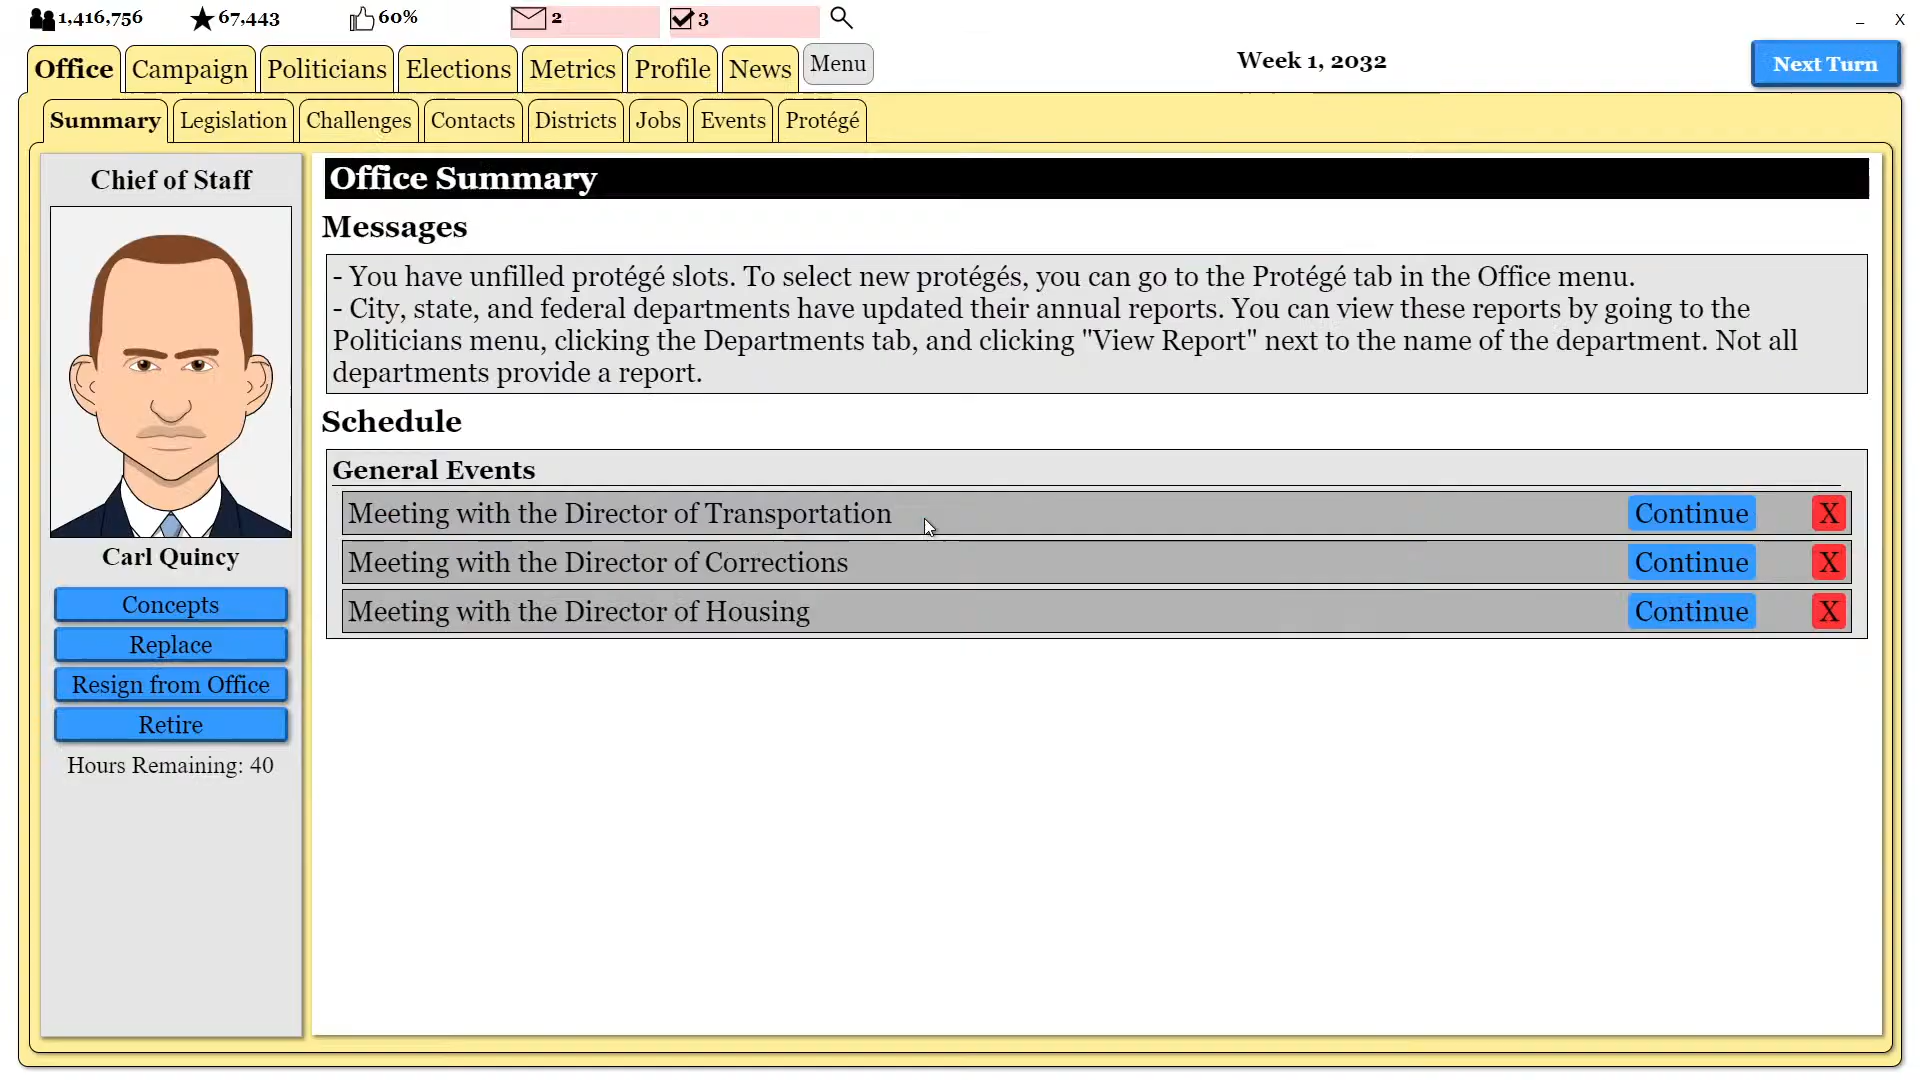 1,416,756 67,443 60% 2 3
_ X
Office Campaign Politicians Elections Metrics Profile News Menu
Week 1, 2032
Next Turn
Summary Legislation Challenges Contacts Districts Jobs Events Protégé
Chief of Staff
Carl Quincy
Concepts
Replace
Resign from Office
Retire
Hours Remaining: 40
Office Summary
Messages
- You have unfilled protégé slots. To select new protégés, you can go to the Protégé tab in the Office menu.
- City, state, and federal departments have updated their annual reports. You can view these reports by going to the
Politicians menu, clicking the Departments tab, and clicking "View Report" next to the name of the department. Not all
departments provide a report.
Schedule
General Events
Meeting with the Director of Transportation Continue X
Meeting with the Director of Corrections Continue X
Meeting with the Director of Housing Continue X